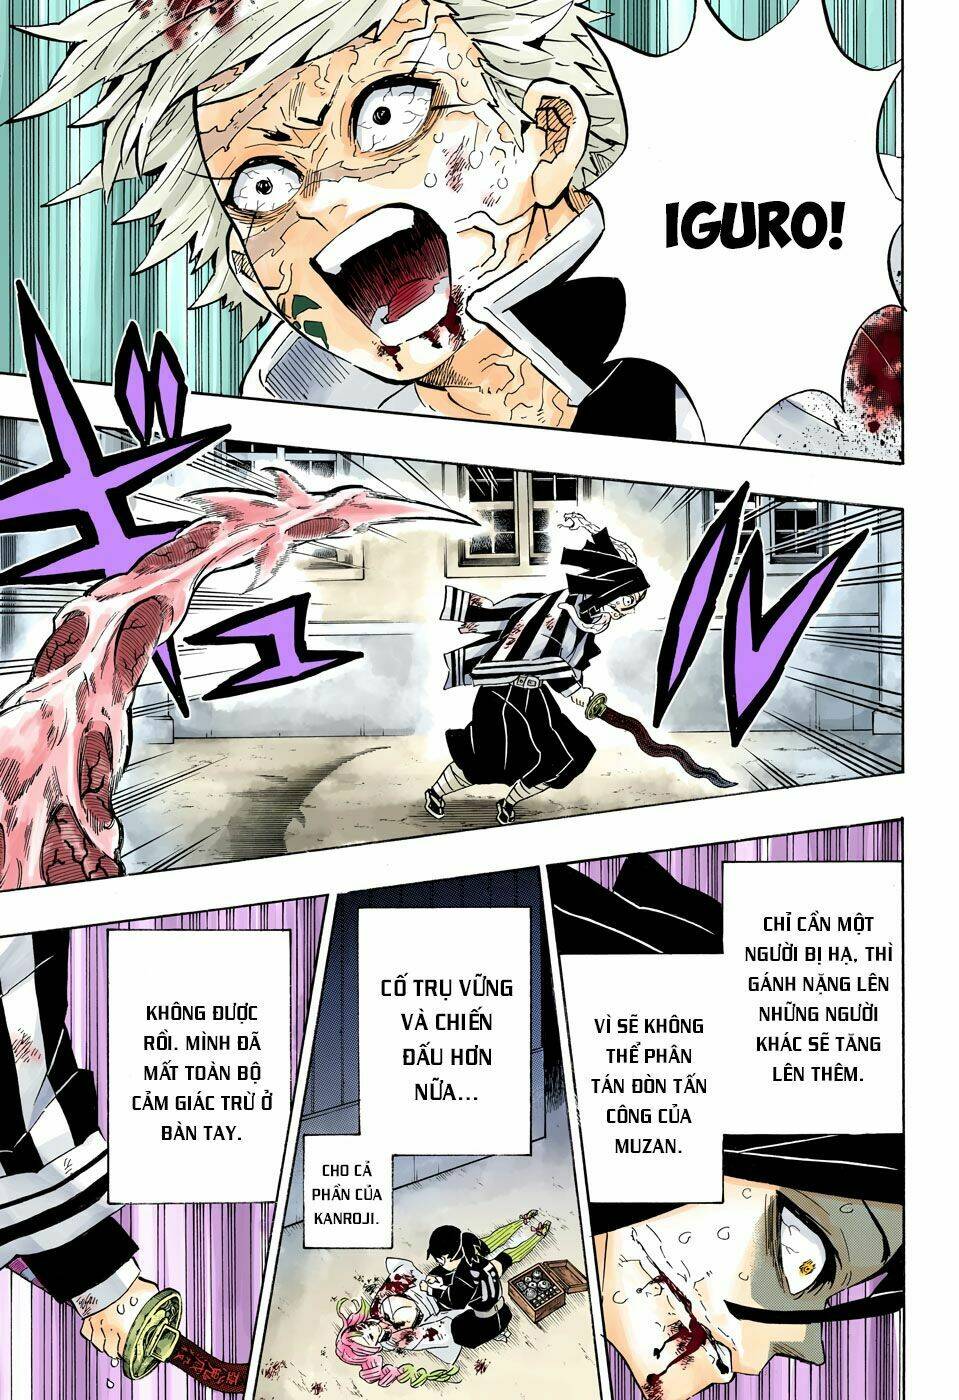 IGURO!
CHỈ CẦN MỘT
NGƯỜI BỊ HẠ, THÌ
GÁNH NẶNG LÊN
NHỮNG NGƯỜI
KHÁC SẼ TĂNG
LÊN THÊM.
VÌ SẼ KHÔNG
THỂ PHÂN
TÁN ĐÒN TẤN
CÔNG CỦA
MUZAN.
CỐ TRỤ VỮNG
VÀ CHIẾN
ĐẤU HƠN
NỮA...
CHO CẢ
PHẦN CỦA
KANROJI.
KHÔNG ĐƯỢC
RỒI. MÌNH ĐÃ
MẤT TOÀN BỘ
CẢM GIÁC TRỪ Ở
BÀN TAY.